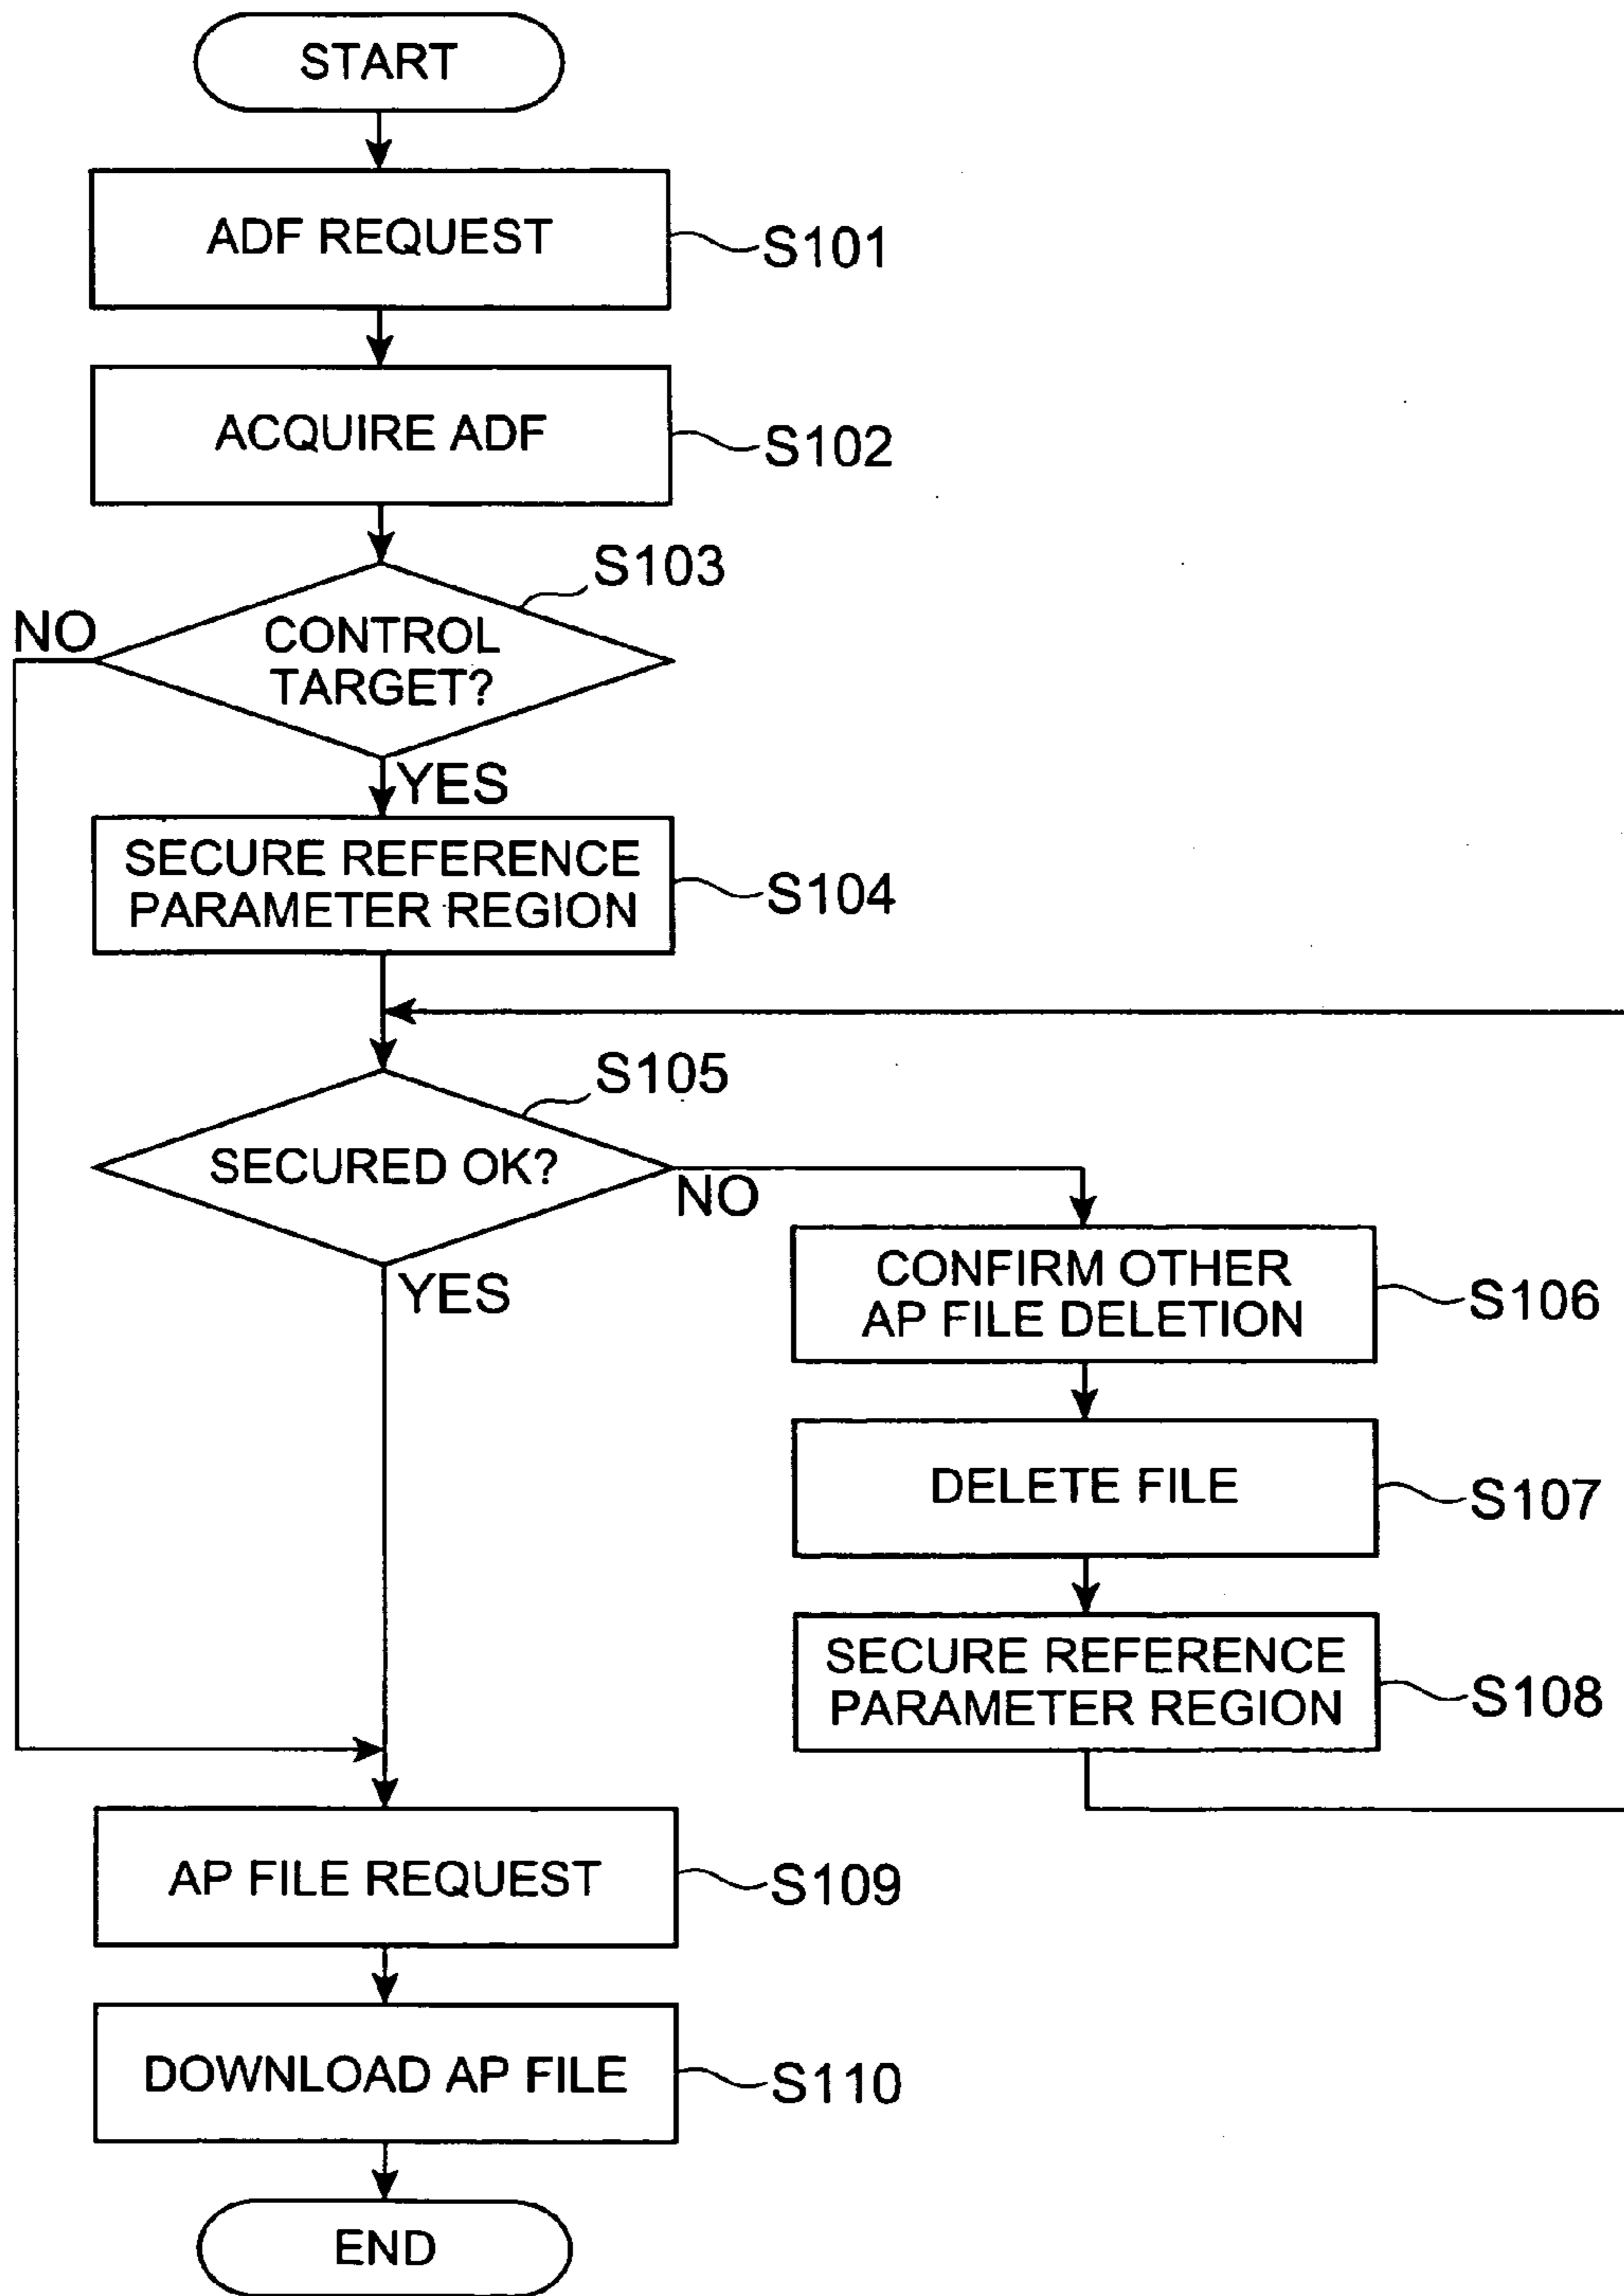 START
ADF REQUEST
S101
ACQUIRE ADF
S102
S103
NO
CONTROL
TARGET?
YES
SECURE REFERENCE
PARAMETER REGION
S104
S105
SECURED OK?
NO
YES
CONFIRM OTHER
AP FILE DELETION
S106
DELETE FILE
S107
SECURE REFERENCE
PARAMETER REGION
S108
AP FILE REQUEST
S109
DOWNLOAD AP FILE
S110
END